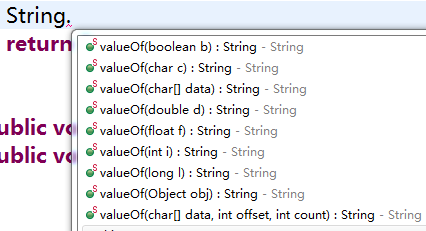 String.
return
valueOf(boolean b) : String - String
valueOf(char c) : String - String
valueOf(char[] data) : String - String
valueOf(double d) : String - String
valueOf(float f) : String - String
valueOf(int i) : String - String
valueOf(long l) : String - String
valueOf(Object obj) : String - String
valueOf(char[] data, int offset, int count) : String - String
ublic vo
ublic vo